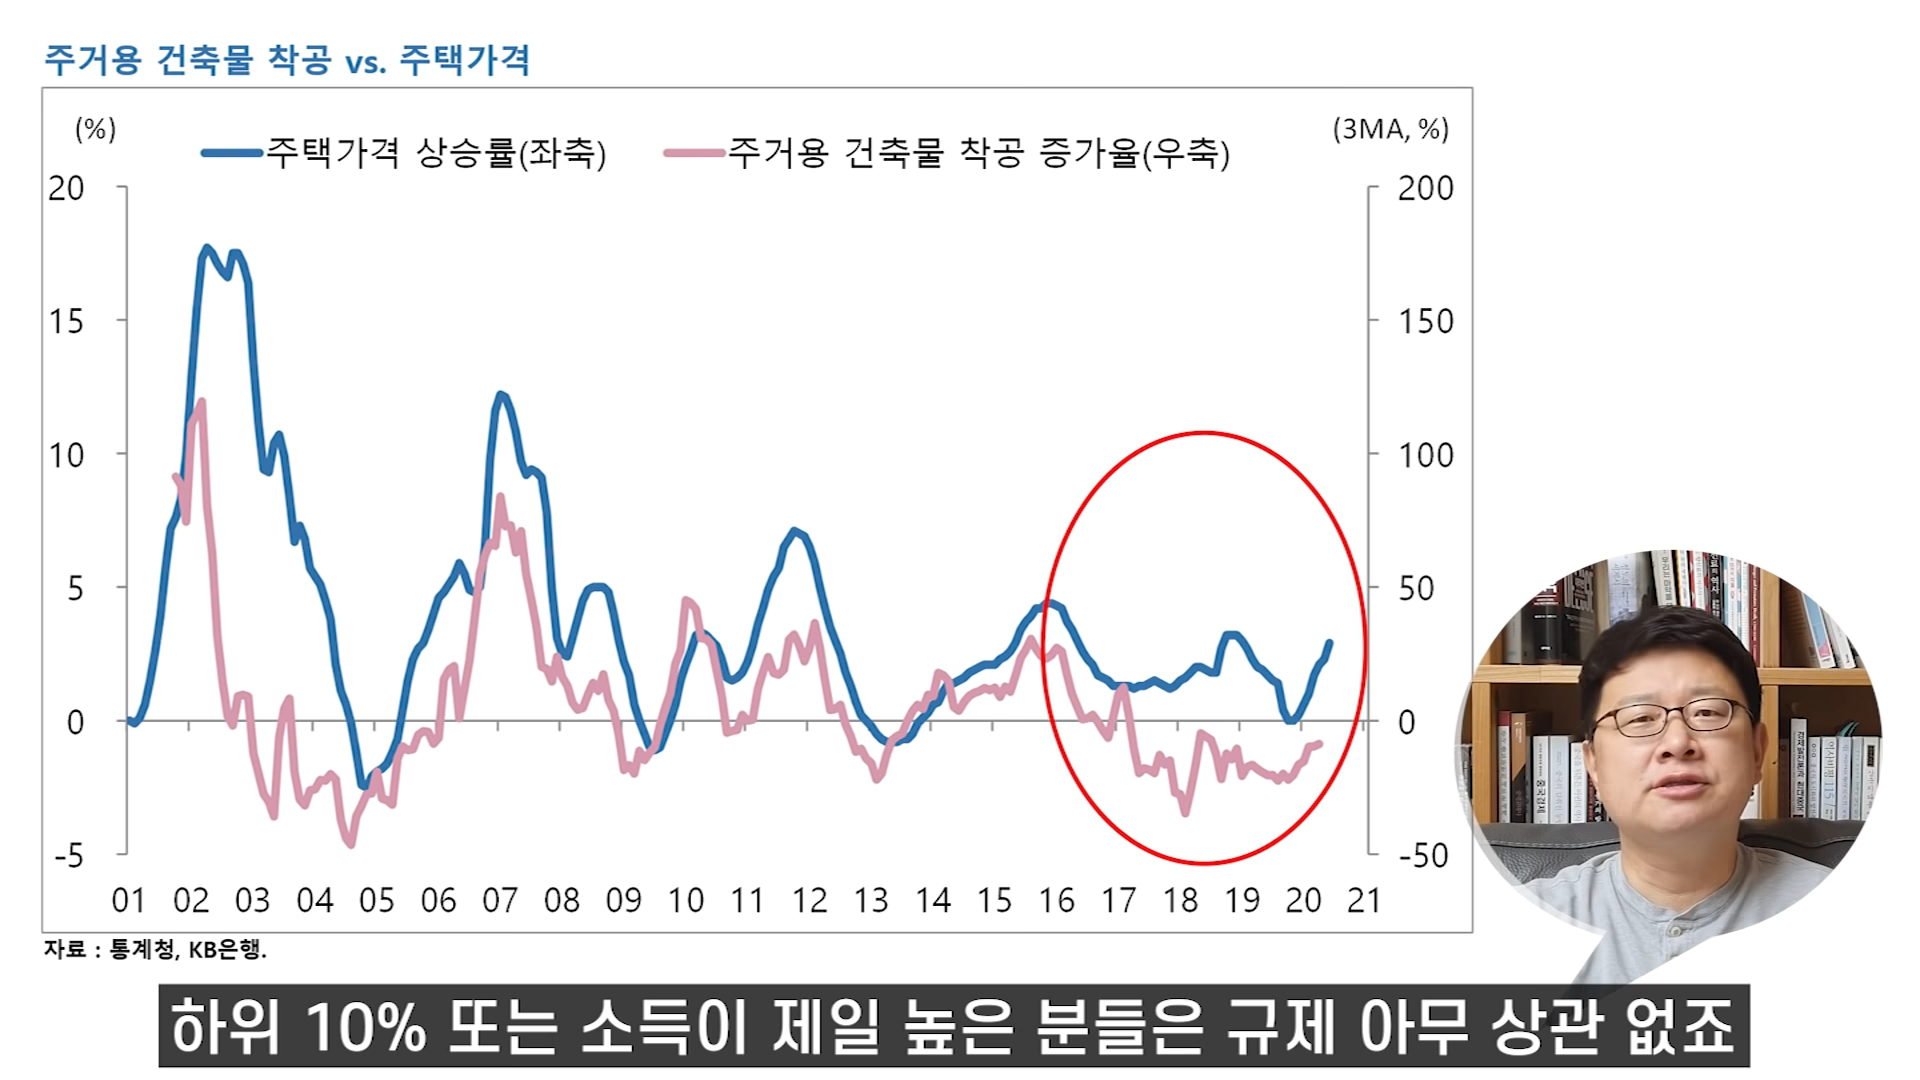 주거용 건축물 착공 vs. 주택가격
(%)
(3MA, %)
주택가격 상승률(좌축)
주거용 건축물 착공 증가율(우축)
20
15
10
5
0
-5
200
150
100
50
0
-50
01 02 03 04 05 06 07 08 09 10 11 12 13 14 15 16 17 18 19 20 21
자료 : 통계청, KB은행.
하위 10% 또는 소득이 제일 높은 분들은 규제 아무 상관 없죠